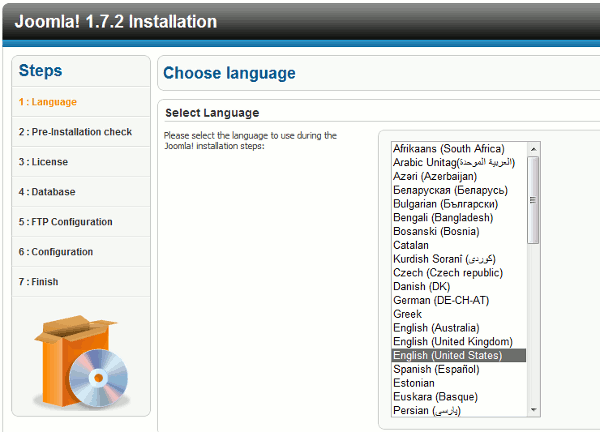 Joomla! 1.7.2 Installation
Steps
1 : Language
2 : Pre-Installation check
3 : License
4 : Database
5 : FTP Configuration
6 : Configuration
7 : Finish
Choose language
Select Language
Please select the language to use during the
Joomla! installation steps:
Afrikaans (South Africa)
Arabic Unitag(العربية الموحدة)
Azəri (Azerbaijan)
Беларуская (Беларусь)
Bulgarian (Български)
Bengali (Bangladesh)
Bosanski (Bosnia)
Catalan
Kurdish Soranî (كوردى)
Czech (Czech republic)
Danish (DK)
German (DE-CH-AT)
Greek
English (Australia)
English (United Kingdom)
English (United States)
Spanish (Español)
Estonian
Euskara (Basque)
Persian (پارسی)